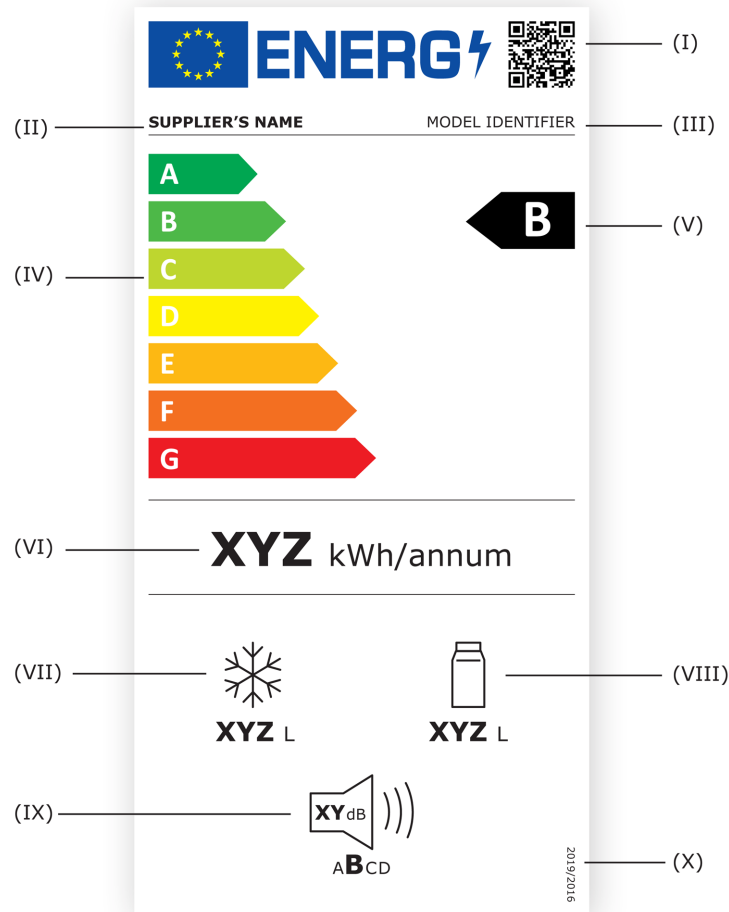 ENERG
(I)
(II)
SUPPLIER'S NAME
MODEL IDENTIFIER
(III)
A
B
B
(V)
(IV)
C
D
E
F
G
(VI)
XYZ kWh/annum
(VII)
(VIII)
XYZ L
XYZ L
(IX)
XY dB
ABCD
2019/2016
(X)